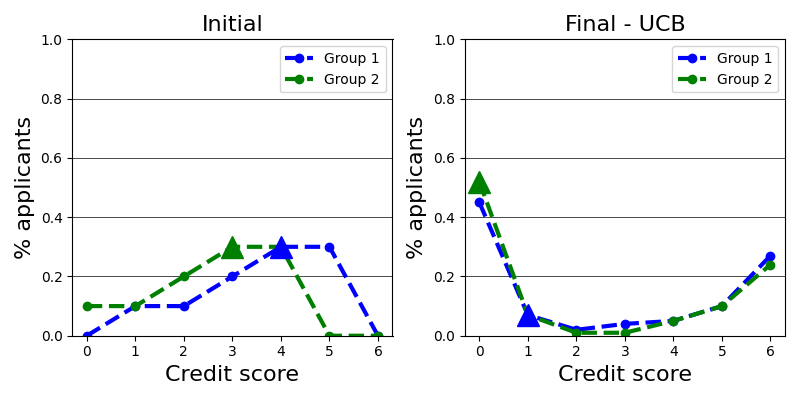 Initial
% applicants
1.0
0.8
0.6
0.4
0.2
0.0
Group 1
Group 2
0 1 2 3 4 5 6
Credit score
Final - UCB
% applicants
1.0
0.8
0.6
0.4
0.2
0.0
Group 1
Group 2
0 1 2 3 4 5 6
Credit score